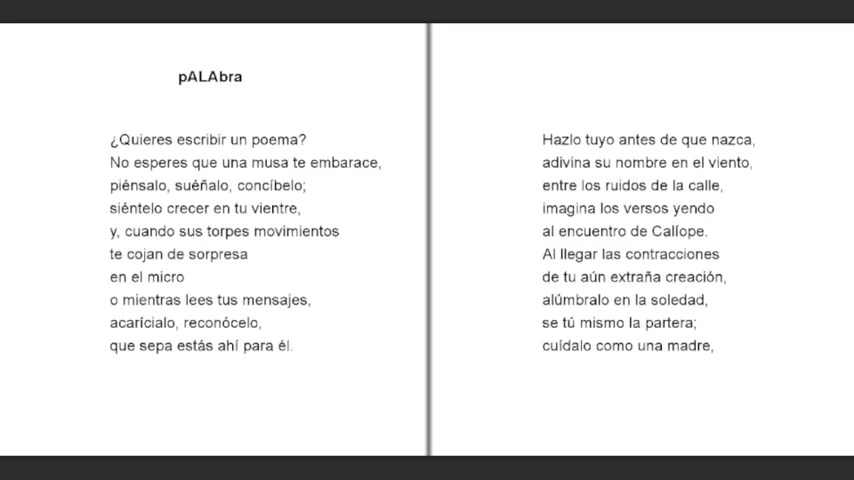 pALAbra
¿Quieres escribir un poema?
No esperes que una musa te embarace,
piénsalo, suéñalo, concíbelo;
siéntelo crecer en tu vientre,
y, cuando sus torpes movimientos
te cojan de sorpresa
en el micro
o mientras lees tus mensajes,
acarícialo, reconócelo,
que sepa estás ahí para él.
Hazlo tuyo antes de que nazca,
adivina su nombre en el viento,
entre los ruidos de la calle,
imagina los versos yendo
al encuentro de Calíope.
Al llegar las contracciones
de tu aún extraña creación,
alúmbralo en la soledad,
se tú mismo la partera;
cuídalo como una madre,